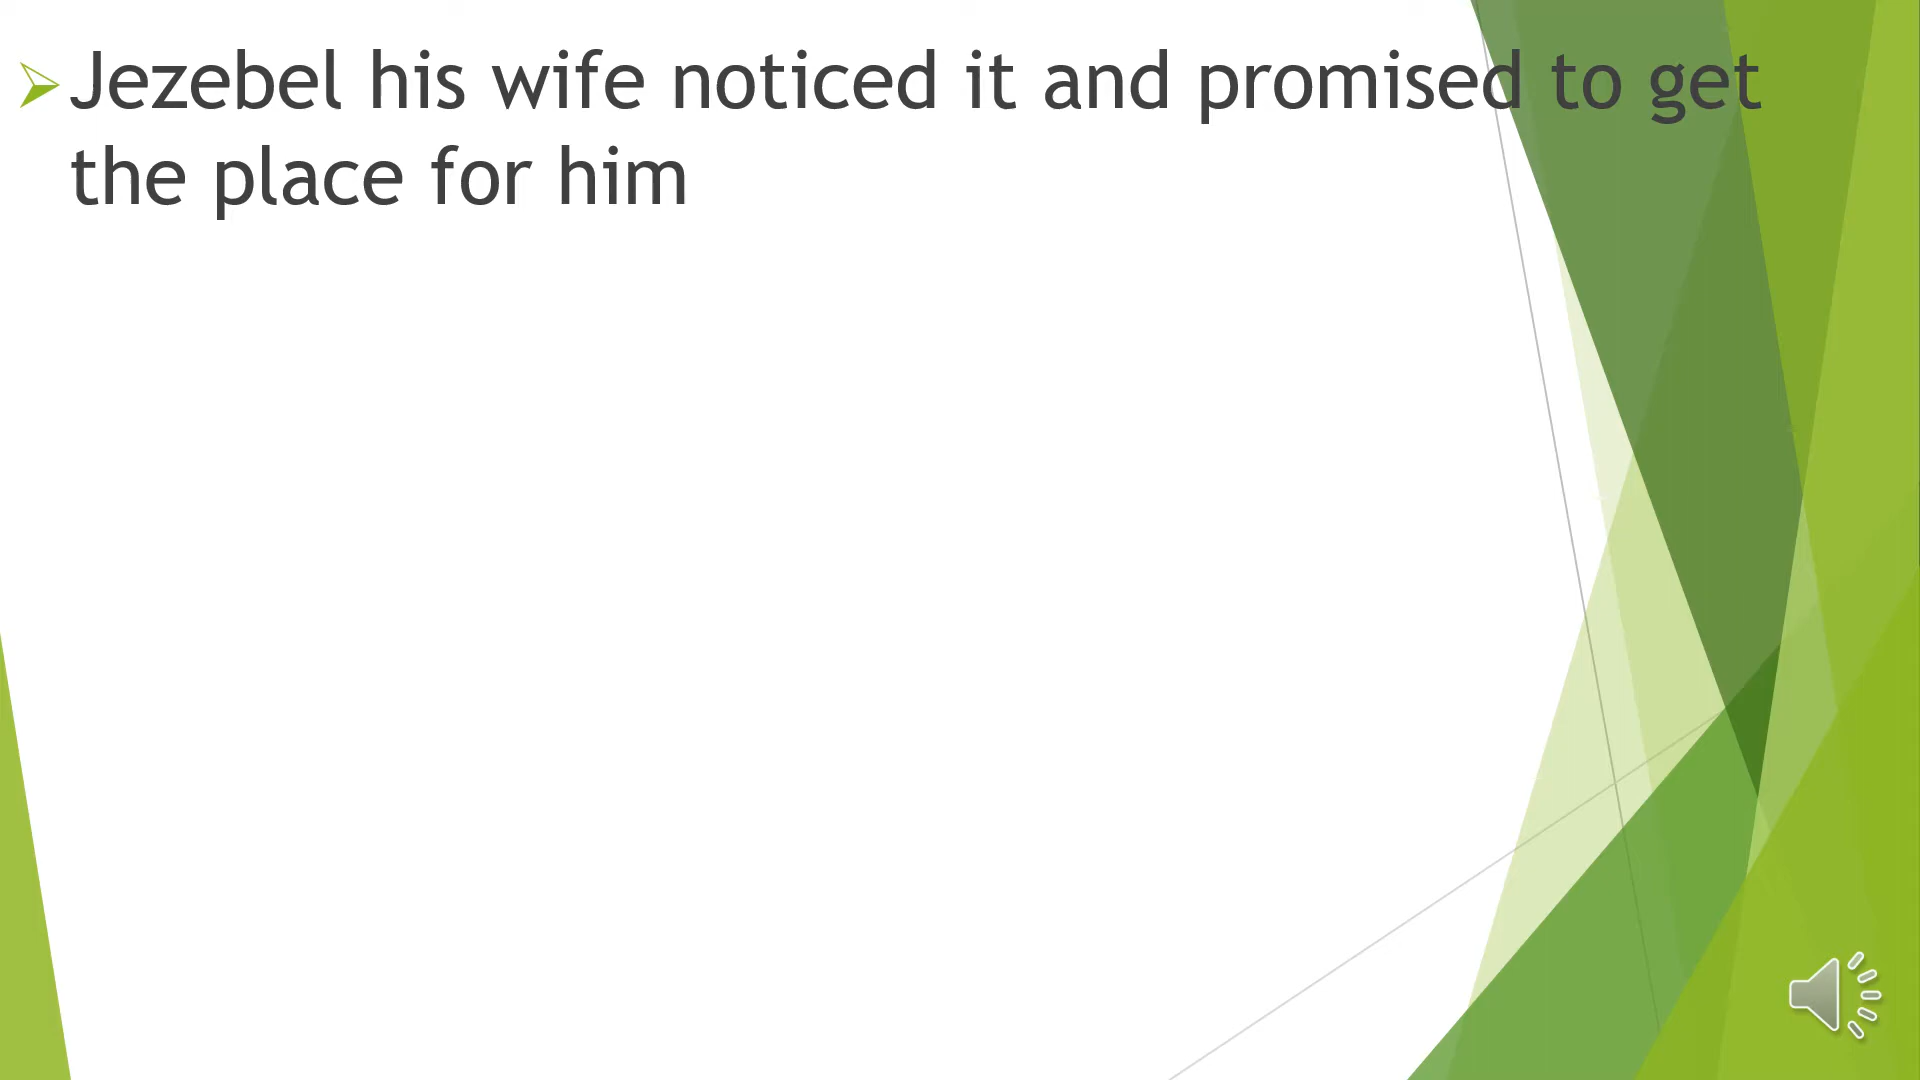 Jezebel his wife noticed it and promised to get
the place for him